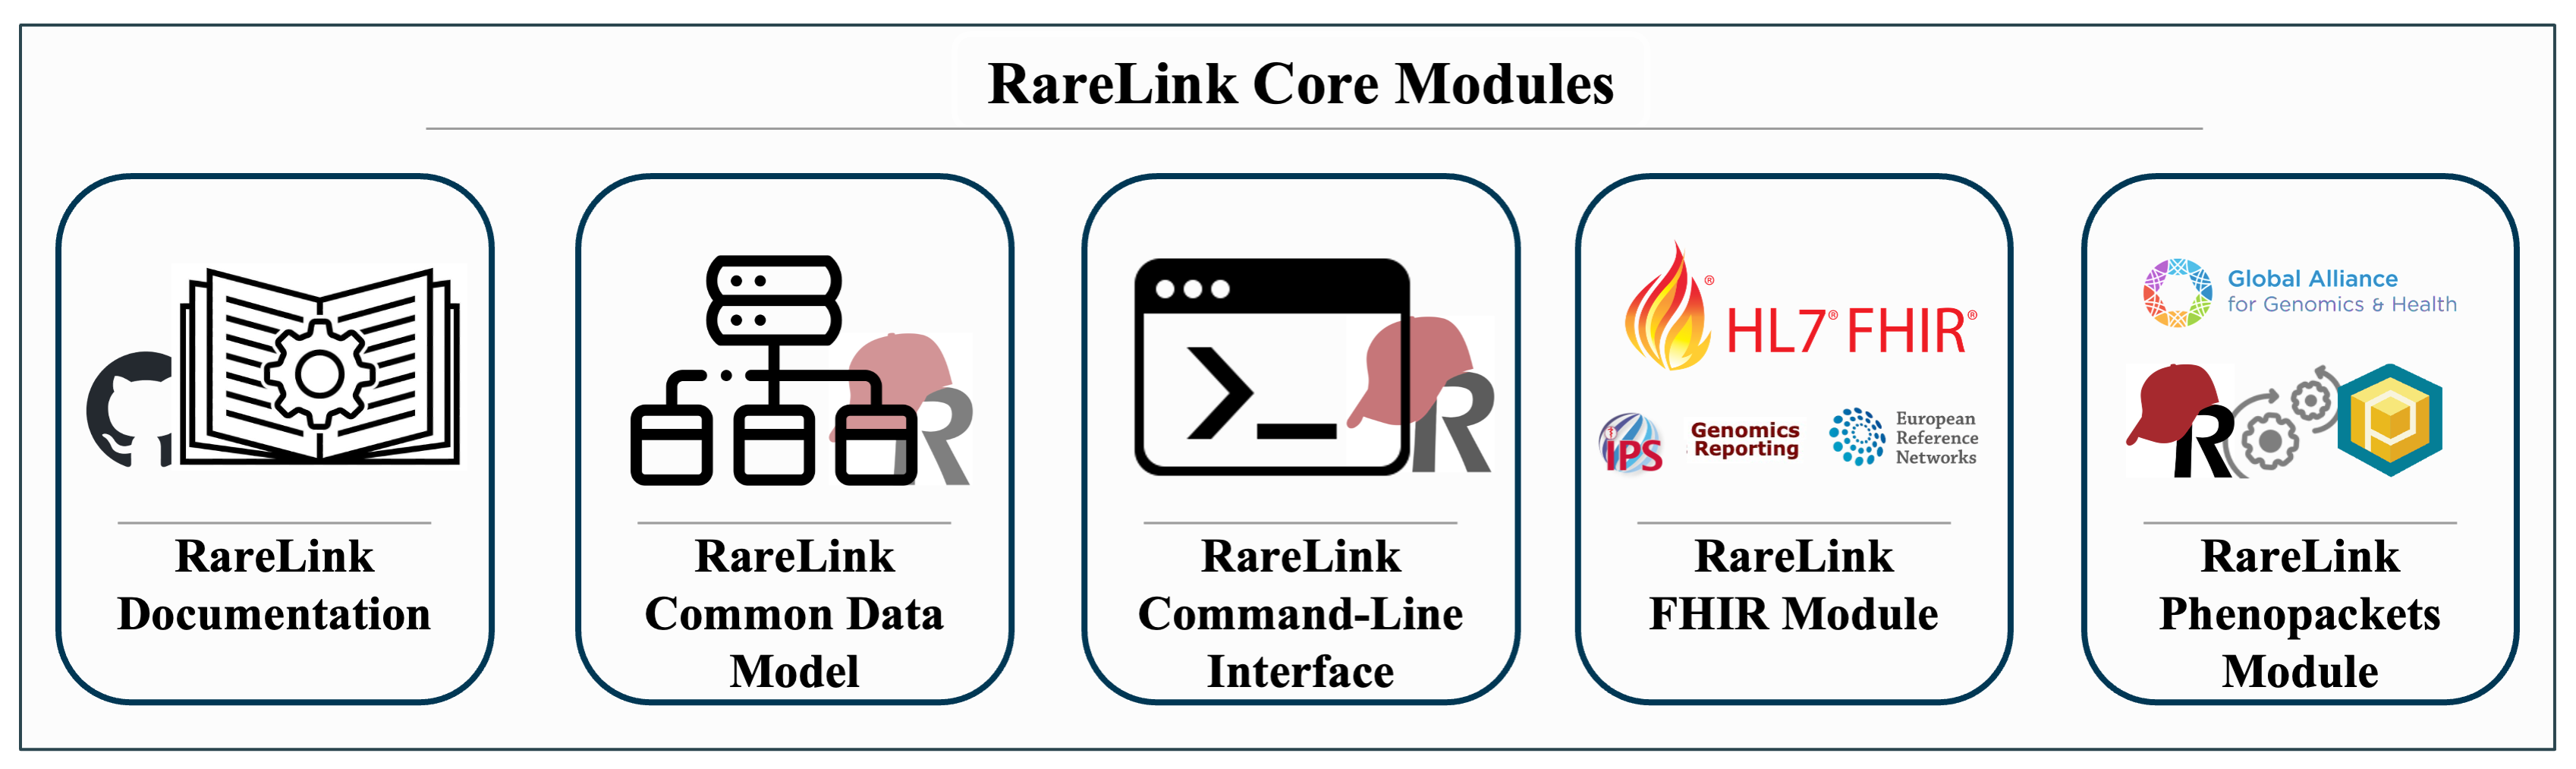 RareLink Core Modules
RareLink
Documentation
R
RareLink
Common Data
Model
>_ R
RareLink
Command-Line
Interface
HL7® FHIR®
®
IPS
Genomics
Reporting
European
Reference
Networks
RareLink
FHIR Module
Global Alliance
for Genomics & Health
R
P
RareLink
Phenopackets
Module